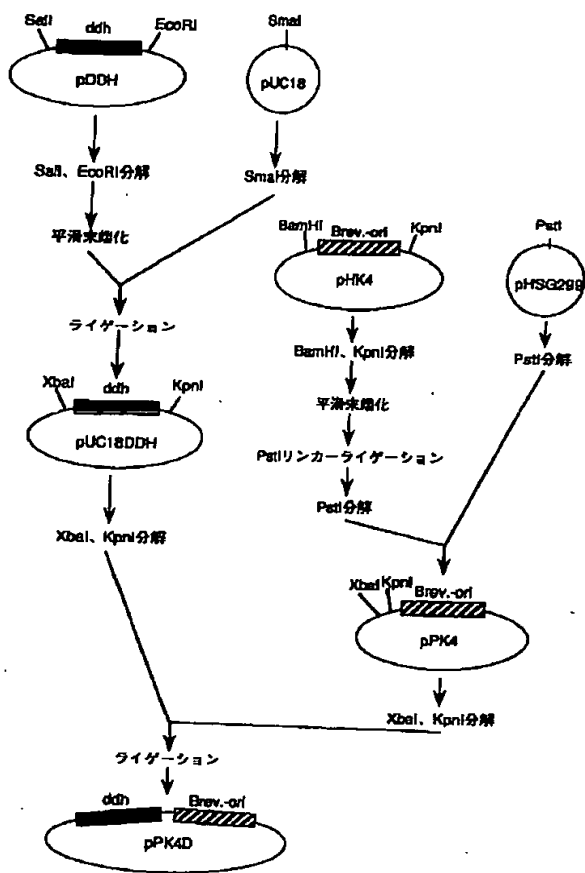 SalI
ddh
EcoRI
pDDH
SalI、EcoRI分解
平滑末端化
SmaI
pUC18
SmaI分解
ライゲーション
XbaI
ddh
KpnI
pUC18DDH
XbaI、KpnI分解
BamHI
Brev.-ori
KpnI
pHK4
BamHI、KpnI分解
平滑末端化
PstIリンカーライゲーション
PstI分解
PstI
pHSG299
PstI分解
XbaI
KpnI
Brev.-ori
pPK4
XbaI、KpnI分解
ライゲーション
ddh
Brev.-ori
pPK4D